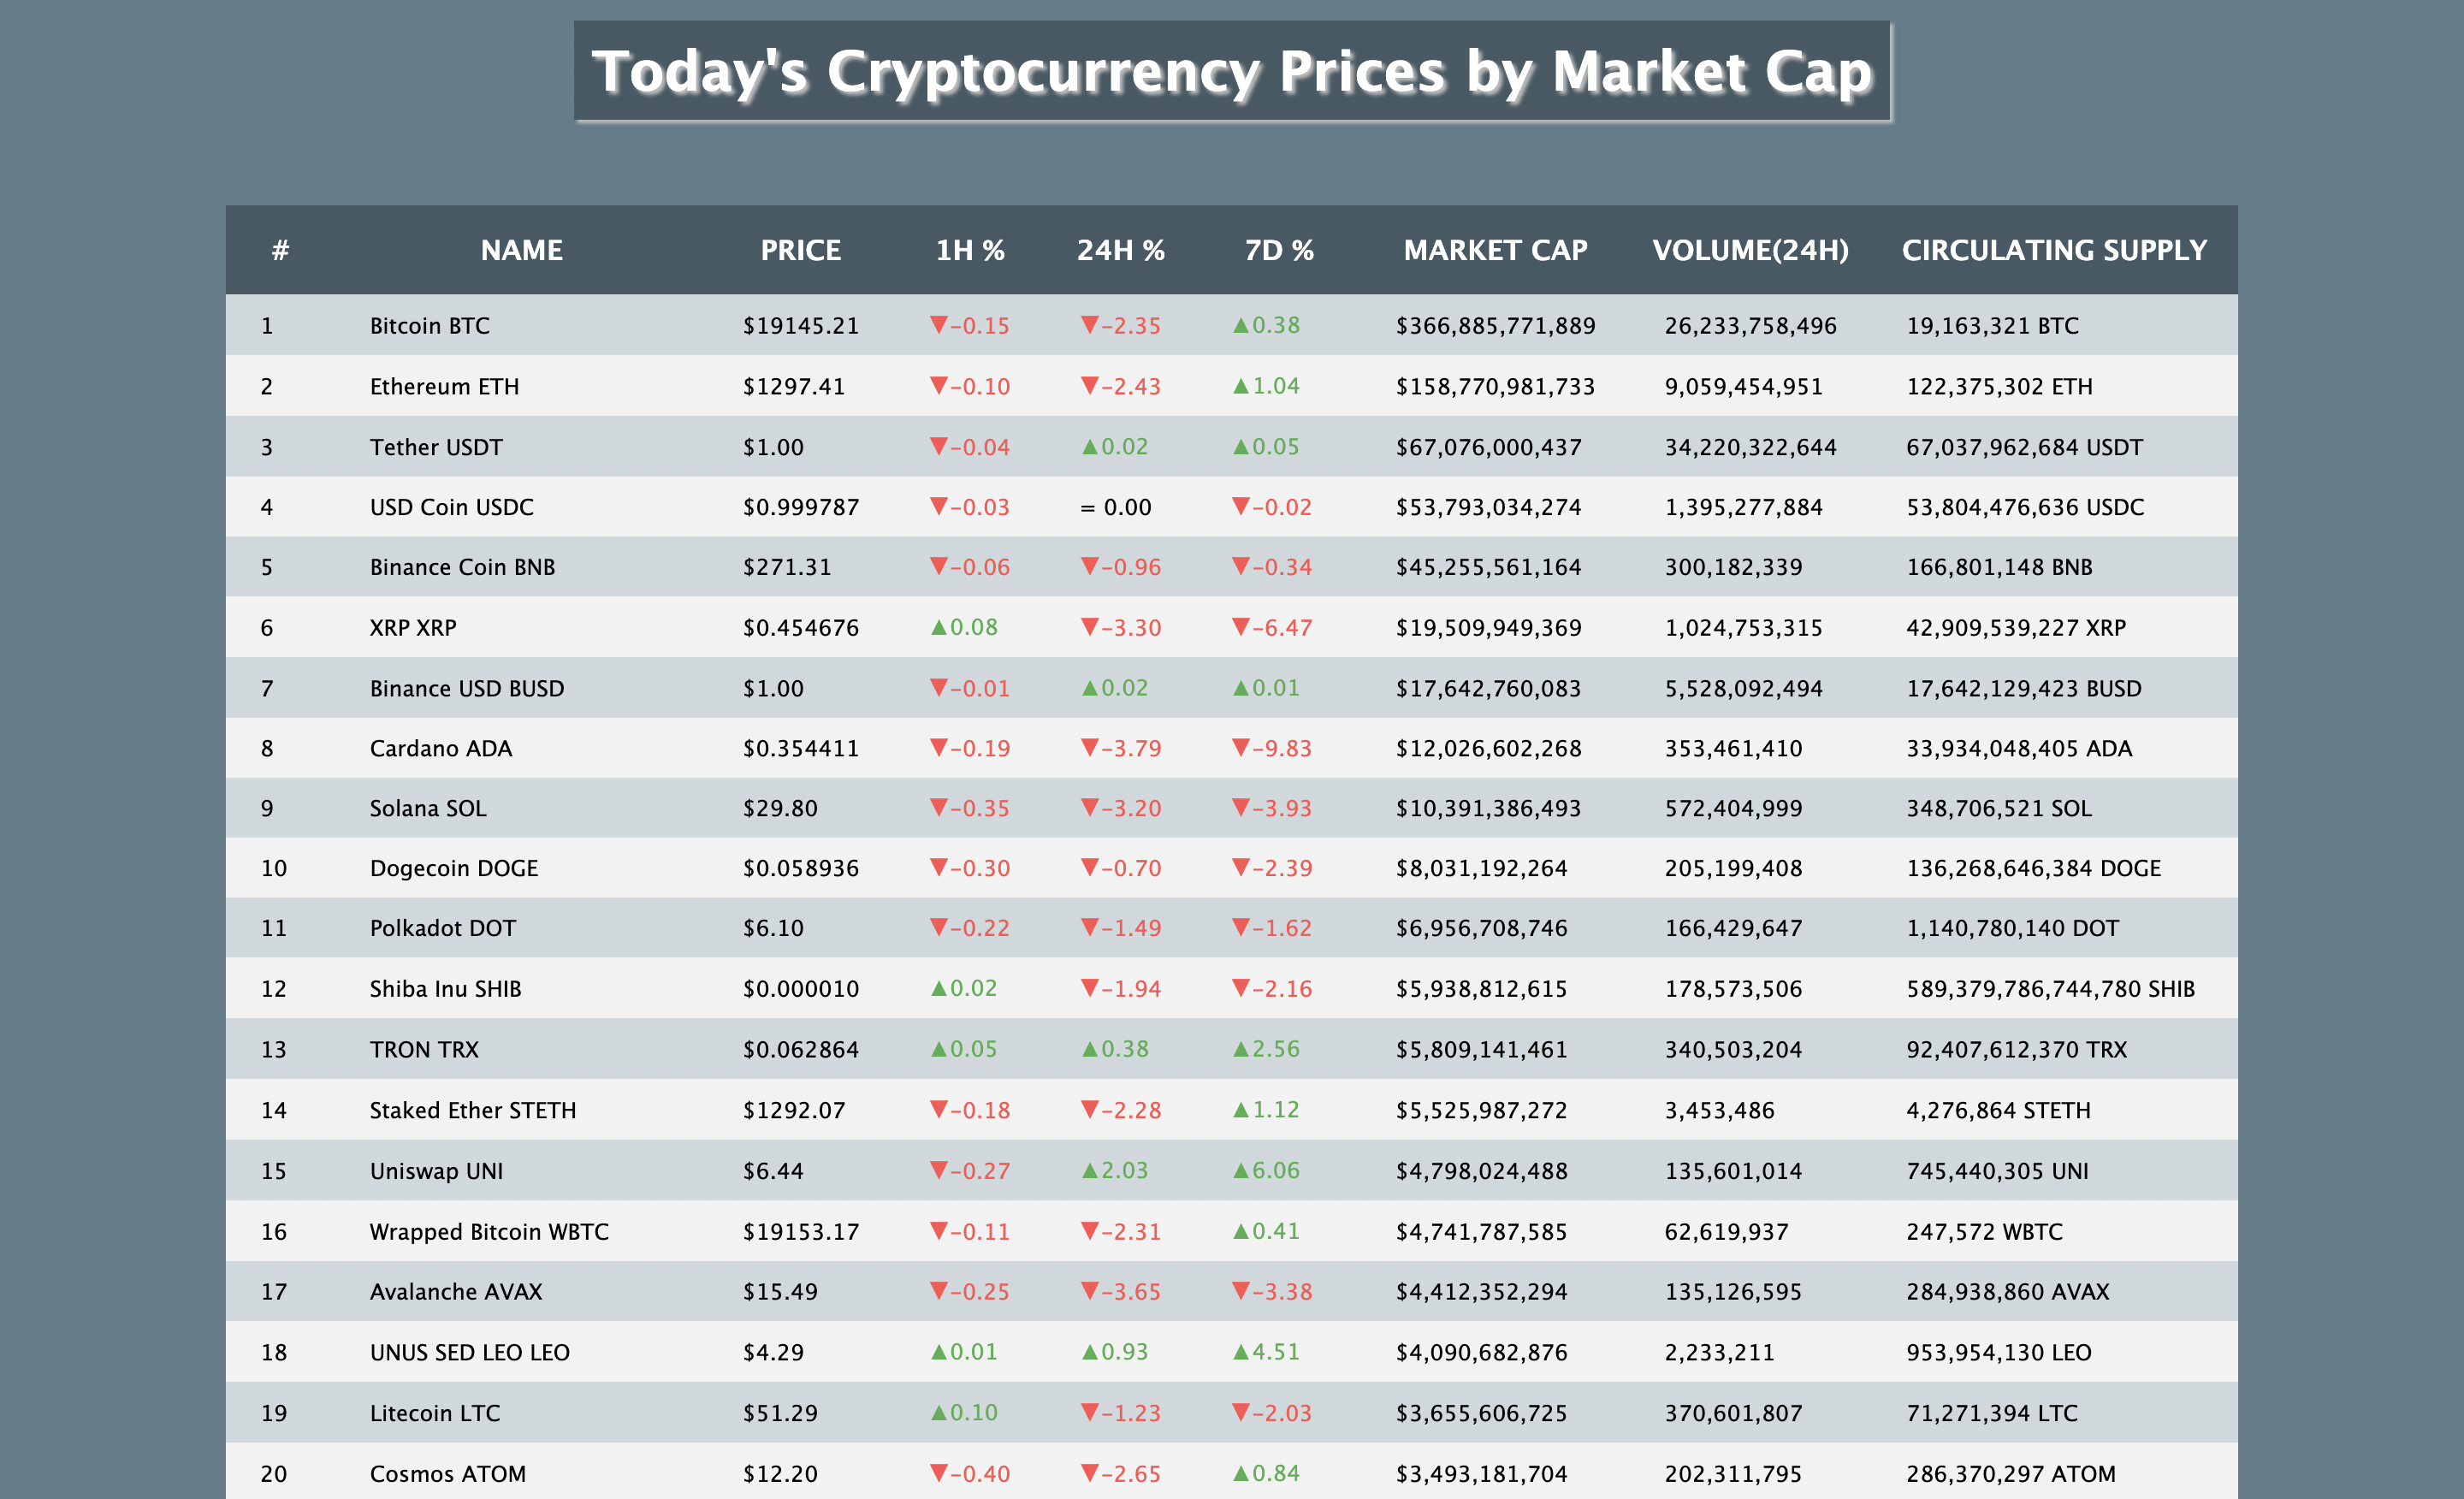 Today's Cryptocurrency Prices by Market Cap
# NAME PRICE 1H % 24H % 7D % MARKET CAP VOLUME(24H) CIRCULATING SUPPLY
1 Bitcoin BTC $19145.21 ▼-0.15 ▼-2.35 ▲0.38 $366,885,771,889 26,233,758,496 19,163,321 BTC
2 Ethereum ETH $1297.41 ▼-0.10 ▼-2.43 ▲1.04 $158,770,981,733 9,059,454,951 122,375,302 ETH
3 Tether USDT $1.00 ▼-0.04 ▲0.02 ▲0.05 $67,076,000,437 34,220,322,644 67,037,962,684 USDT
4 USD Coin USDC $0.999787 ▼-0.03 = 0.00 ▼-0.02 $53,793,034,274 1,395,277,884 53,804,476,636 USDC
5 Binance Coin BNB $271.31 ▼-0.06 ▼-0.96 ▼-0.34 $45,255,561,164 300,182,339 166,801,148 BNB
6 XRP XRP $0.454676 ▲0.08 ▼-3.30 ▼-6.47 $19,509,949,369 1,024,753,315 42,909,539,227 XRP
7 Binance USD BUSD $1.00 ▼-0.01 ▲0.02 ▲0.01 $17,642,760,083 5,528,092,494 17,642,129,423 BUSD
8 Cardano ADA $0.354411 ▼-0.19 ▼-3.79 ▼-9.83 $12,026,602,268 353,461,410 33,934,048,405 ADA
9 Solana SOL $29.80 ▼-0.35 ▼-3.20 ▼-3.93 $10,391,386,493 572,404,999 348,706,521 SOL
10 Dogecoin DOGE $0.058936 ▼-0.30 ▼-0.70 ▼-2.39 $8,031,192,264 205,199,408 136,268,646,384 DOGE
11 Polkadot DOT $6.10 ▼-0.22 ▼-1.49 ▼-1.62 $6,956,708,746 166,429,647 1,140,780,140 DOT
12 Shiba Inu SHIB $0.000010 ▲0.02 ▼-1.94 ▼-2.16 $5,938,812,615 178,573,506 589,379,786,744,780 SHIB
13 TRON TRX $0.062864 ▲0.05 ▲0.38 ▲2.56 $5,809,141,461 340,503,204 92,407,612,370 TRX
14 Staked Ether STETH $1292.07 ▼-0.18 ▼-2.28 ▲1.12 $5,525,987,272 3,453,486 4,276,864 STETH
15 Uniswap UNI $6.44 ▼-0.27 ▲2.03 ▲6.06 $4,798,024,488 135,601,014 745,440,305 UNI
16 Wrapped Bitcoin WBTC $19153.17 ▼-0.11 ▼-2.31 ▲0.41 $4,741,787,585 62,619,937 247,572 WBTC
17 Avalanche AVAX $15.49 ▼-0.25 ▼-3.65 ▼-3.38 $4,412,352,294 135,126,595 284,938,860 AVAX
18 UNUS SED LEO LEO $4.29 ▲0.01 ▲0.93 ▲4.51 $4,090,682,876 2,233,211 953,954,130 LEO
19 Litecoin LTC $51.29 ▲0.10 ▼-1.23 ▼-2.03 $3,655,606,725 370,601,807 71,271,394 LTC
20 Cosmos ATOM $12.20 ▼-0.40 ▼-2.65 ▲0.84 $3,493,181,704 202,311,795 286,370,297 ATOM